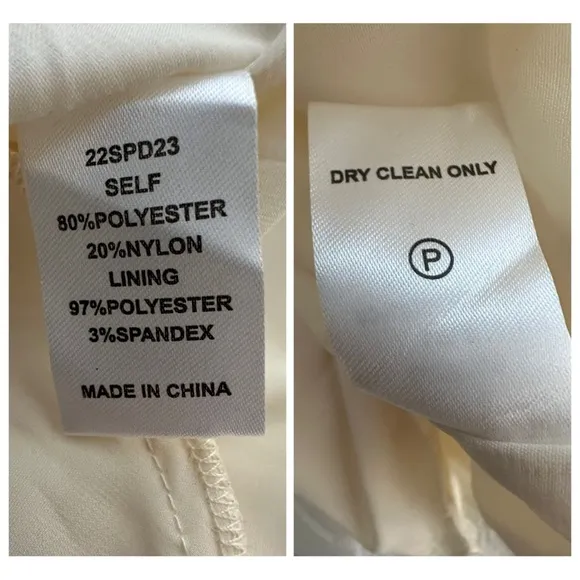 22SPD23
SELF
80%POLYESTER
20%NYLON
LINING
97%POLYESTER
3%SPANDEX
MADE IN CHINA
DRY CLEAN ONLY
P